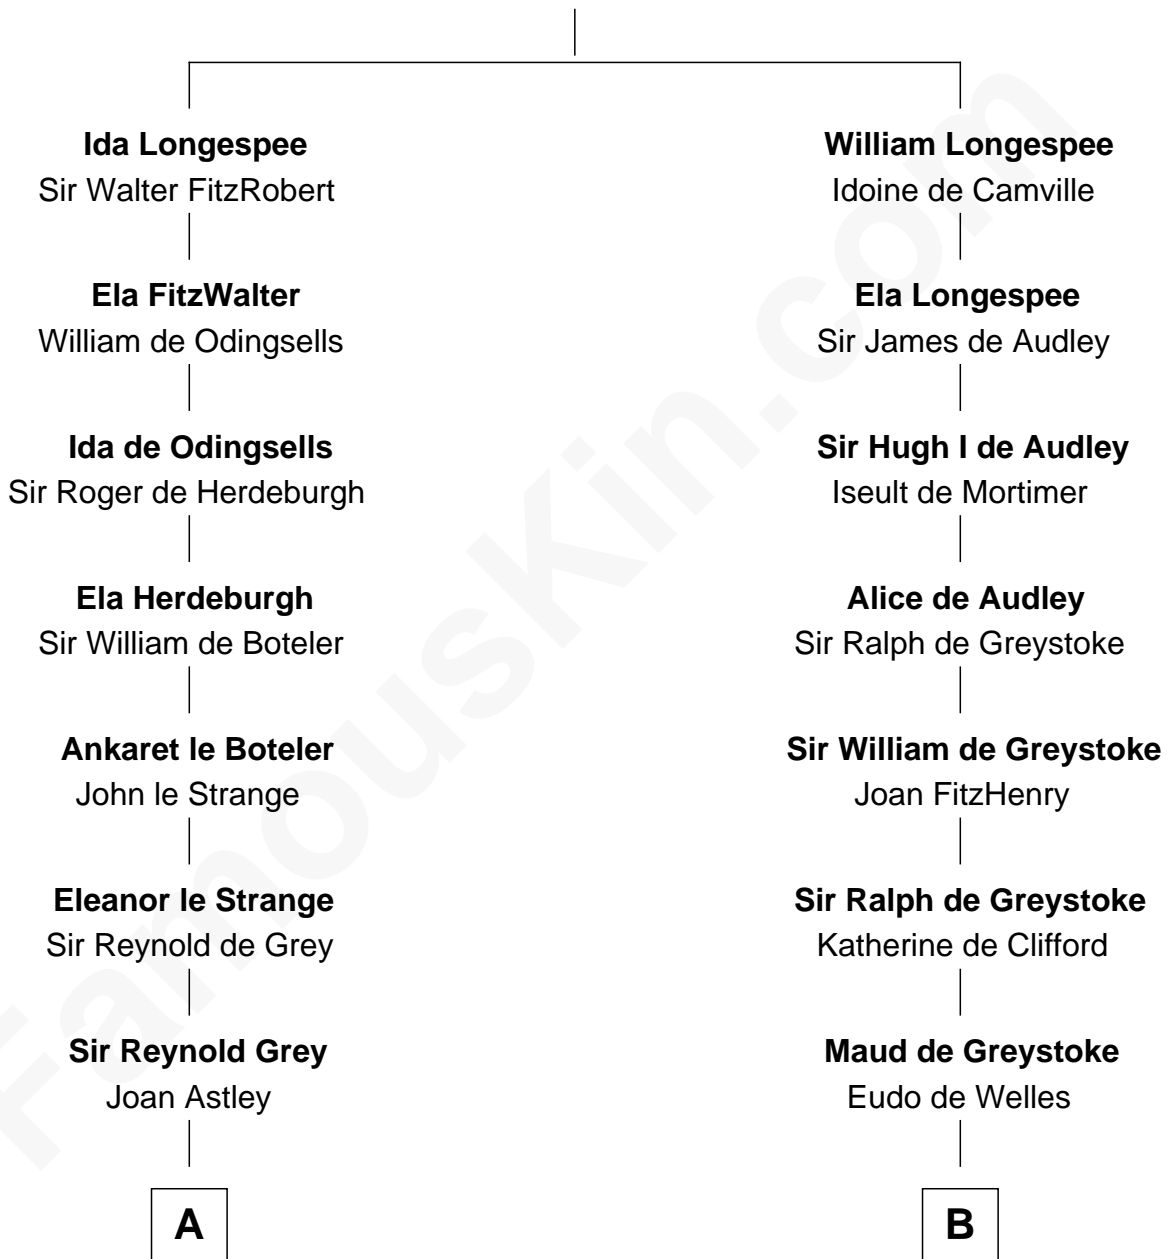 Ida Longespee
Sir Walter FitzRobert
Ela FitzWalter
William de Odingsells
Ida de Odingsells
Sir Roger de Herdeburgh
Ela Herdeburgh
Sir William de Boteler
Ankaret le Boteler
John le Strange
Eleanor le Strange
Sir Reynold de Grey
Sir Reynold Grey
Joan Astley
A
William Longespee
Idoine de Camville
Ela Longespee
Sir James de Audley
Sir Hugh I de Audley
Iseult de Mortimer
Alice de Audley
Sir Ralph de Greystoke
Sir William de Greystoke
Joan FitzHenry
Sir Ralph de Greystoke
Katherine de Clifford
Maud de Greystoke
Eudo de Welles
B
FamousKin.com